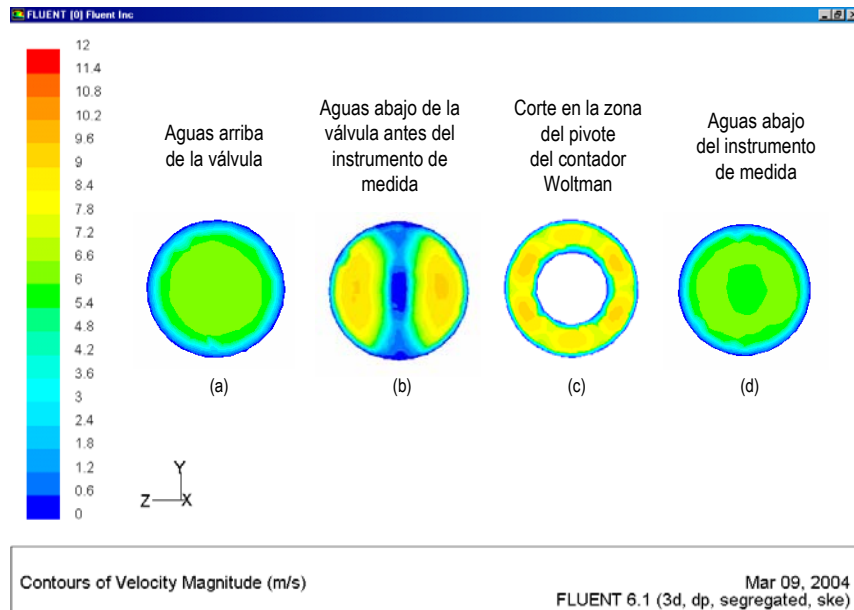 FLUENT [0] Fluent Inc
12
11.4
10.8
10.2
9.6
9
8.4
7.8
7.2
6.6
6
5.4
4.8
4.2
3.6
3
2.4
1.8
1.2
0.6
0
Aguas arriba
de la válvula
Aguas abajo de la
válvula antes del
instrumento de
medida
Corte en la zona
del pivote
del contador
Woltman
Aguas abajo
del instrumento
de medida
(a)
(b)
(c)
(d)
Y
Z
X
Contours of Velocity Magnitude (m/s)
Mar 09, 2004
FLUENT 6.1 (3d, dp, segregated, ske)